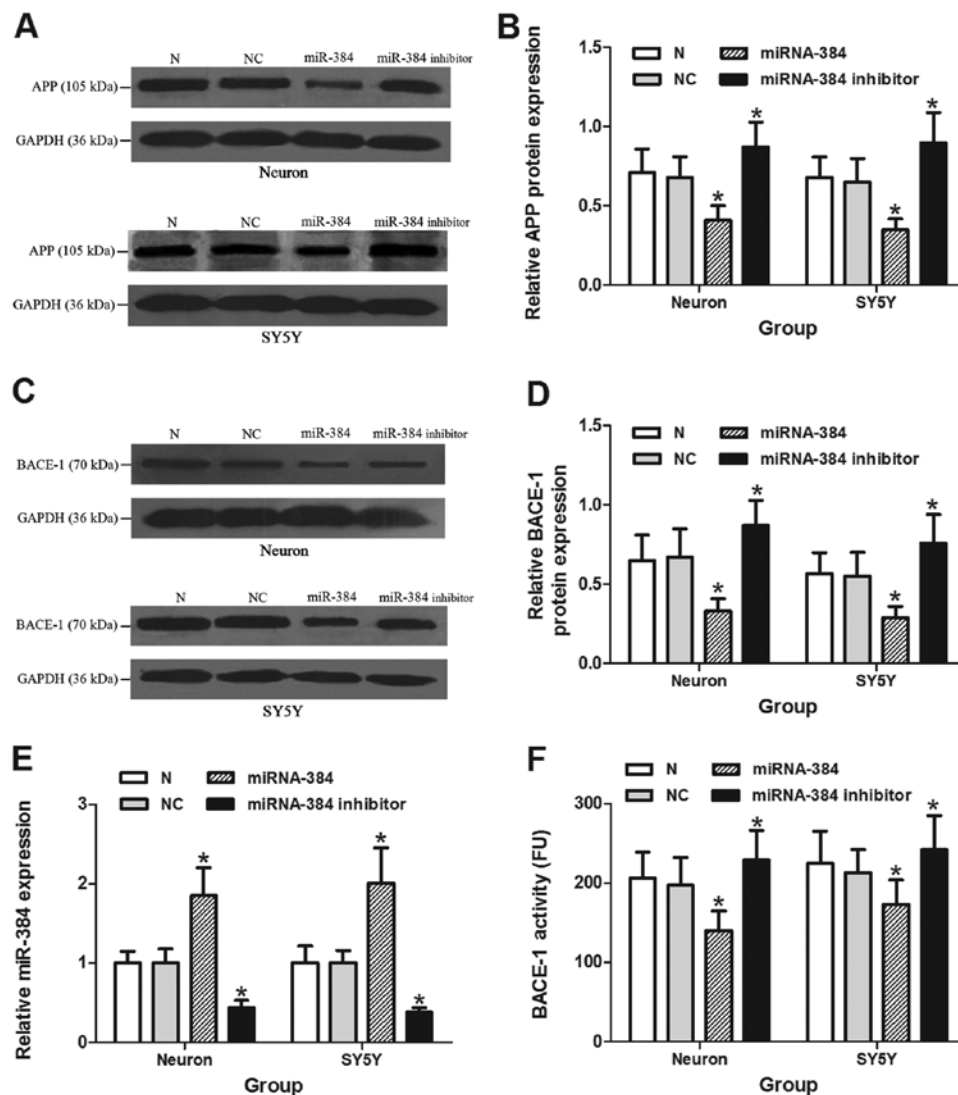 A
N NC miR-384 miR-384 inhibitor
APP (105 kDa)
GAPDH (36 kDa)
Neuron
N NC miR-384 miR-384 inhibitor
APP (105 kDa)
GAPDH (36 kDa)
SY5Y
B
N miRNA-384
NC miRNA-384 inhibitor
Relative APP protein expression
1.5
1.0
0.5
0.0
* * * *
Neuron SY5Y
Group
C
N NC miR-384 miR-384 inhibitor
BACE-1 (70 kDa)
GAPDH (36 kDa)
Neuron
N NC miR-384 miR-384 inhibitor
BACE-1 (70 kDa)
GAPDH (36 kDa)
SY5Y
D
N miRNA-384
NC miRNA-384 inhibitor
Relative BACE-1
protein expression
1.5
1.0
0.5
0.0
* * * *
Neuron SY5Y
Group
E
N miRNA-384
NC miRNA-384 inhibitor
Relative miR-384 expression
3
2
1
0
* * * *
Neuron SY5Y
Group
F
N miRNA-384
NC miRNA-384 inhibitor
BACE-1 activity (FU)
300
200
100
0
* * * *
Neuron SY5Y
Group